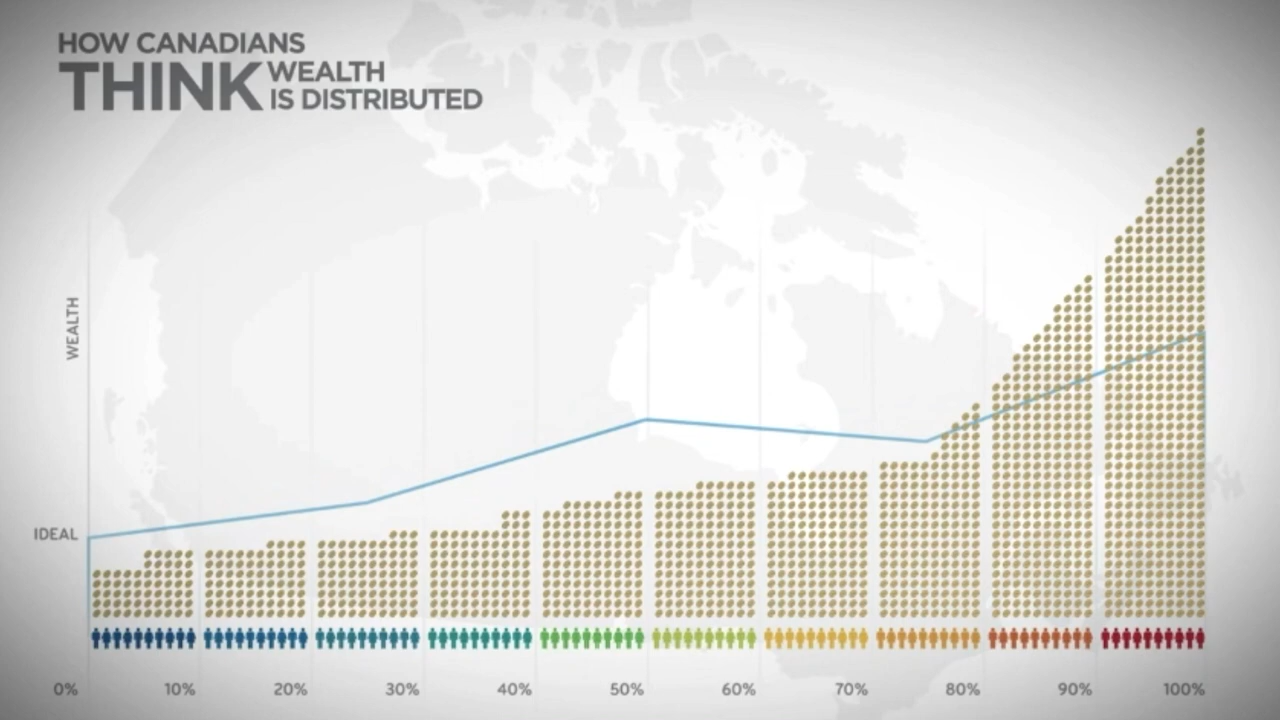 HOW CANADIANS
THINK WEALTH
IS DISTRIBUTED
WEALTH
IDEAL
0% 10% 20% 30% 40% 50% 60% 70% 80% 90% 100%